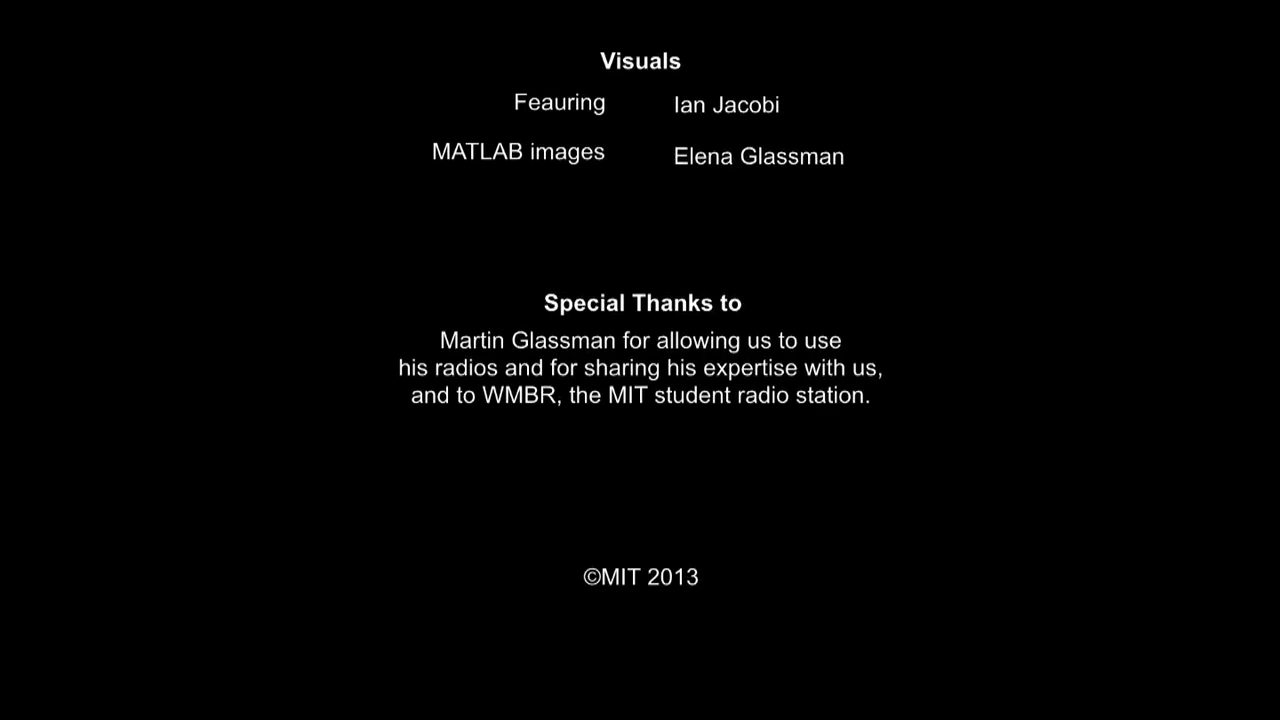 Visuals
Feauring Ian Jacobi
MATLAB images Elena Glassman
Special Thanks to
Martin Glassman for allowing us to use
his radios and for sharing his expertise with us,
and to WMBR, the MIT student radio station.
©MIT 2013